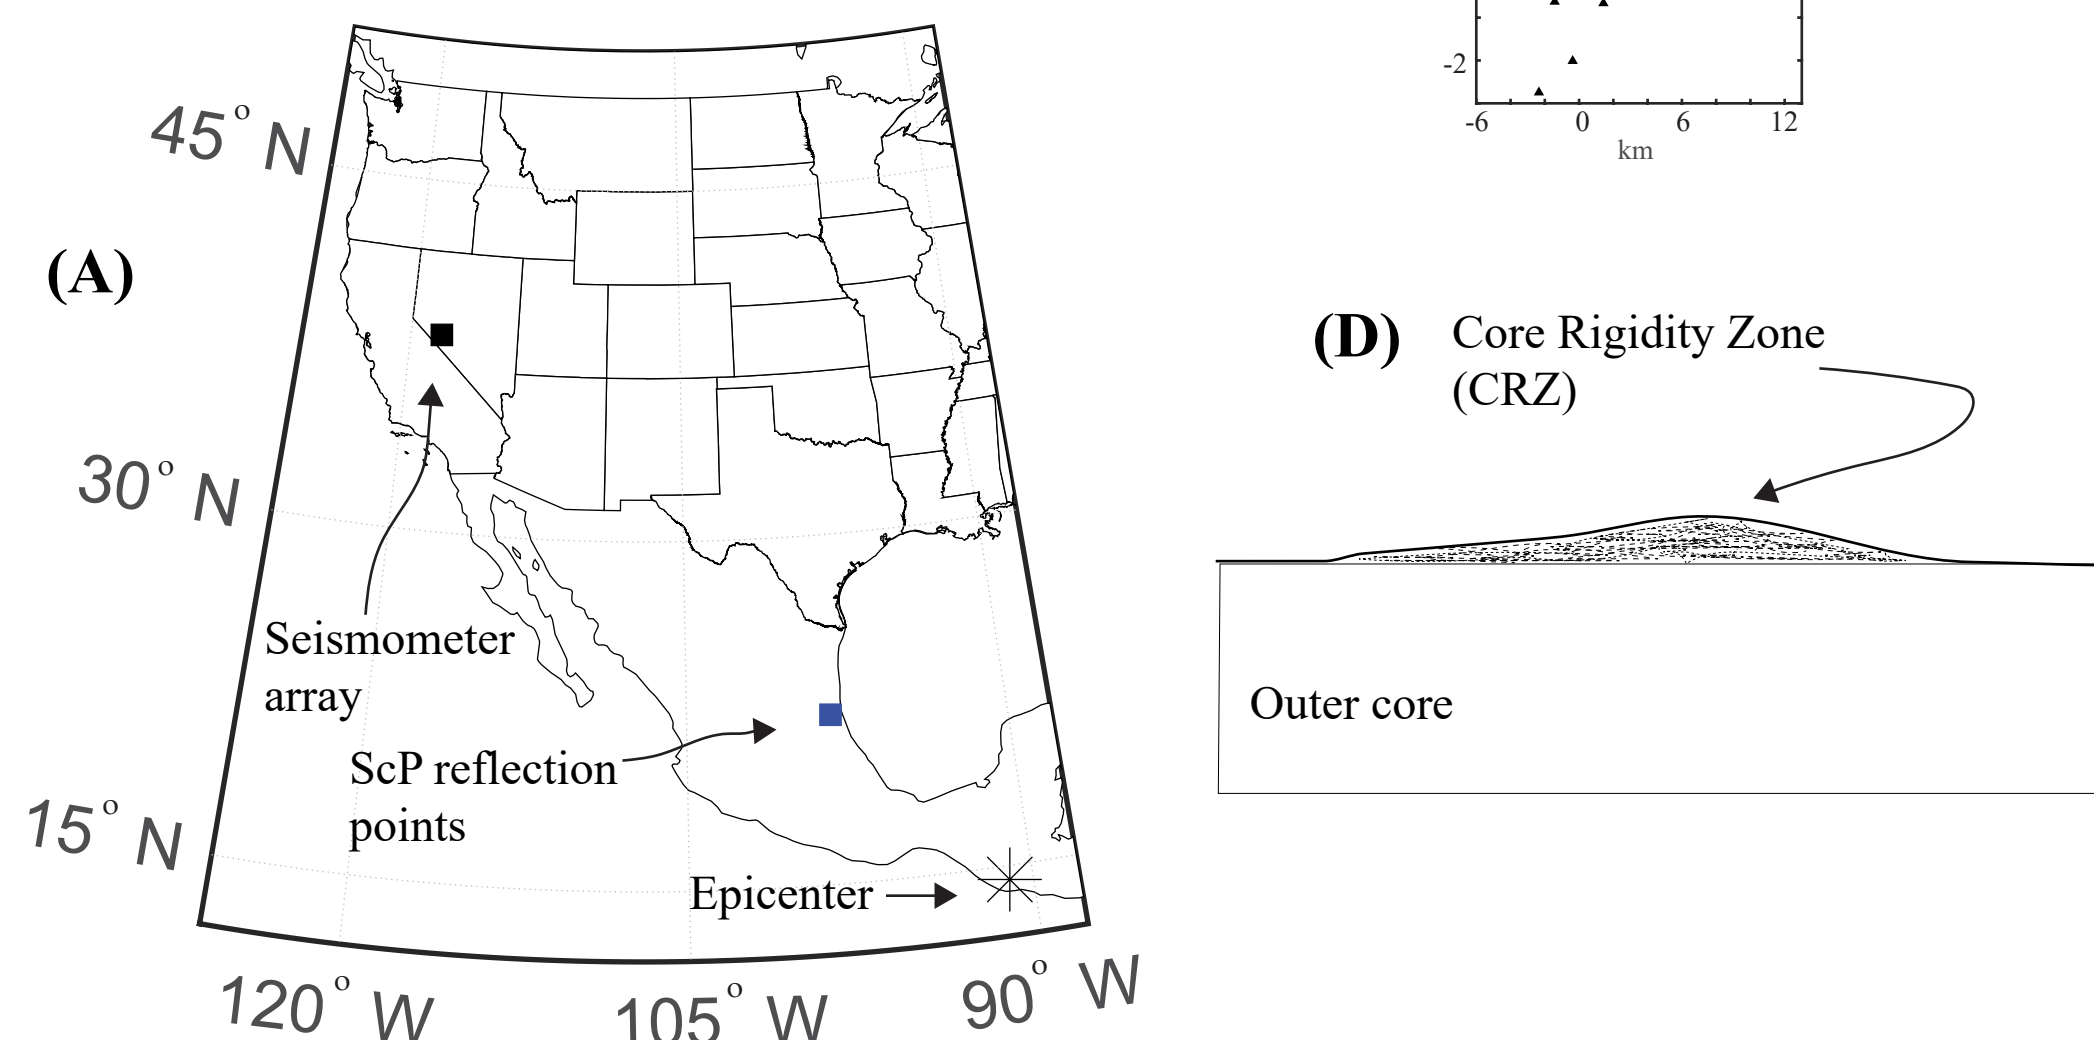 (A)
45° N
30° N
15° N
120° W
105° W
90° W
Seismometer
array
ScP reflection
points
Epicenter
-2
-6 0 6 12
km
(D)
Core Rigidity Zone
(CRZ)
Outer core